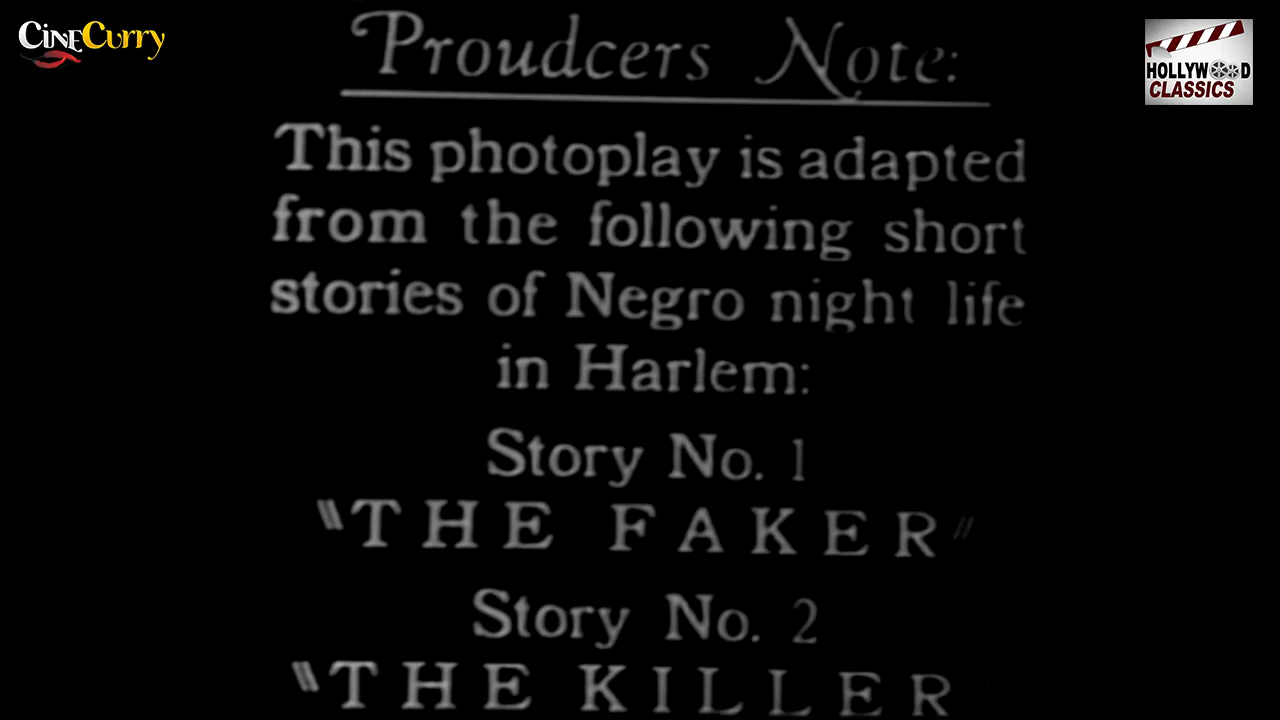 CineCurry
HOLLYWOOD
CLASSICS
Proudcers Note:
This photoplay is adapted
from the following short
stories of Negro night life
in Harlem:
Story No. 1
"THE FAKER"
Story No. 2
"THE KILLER